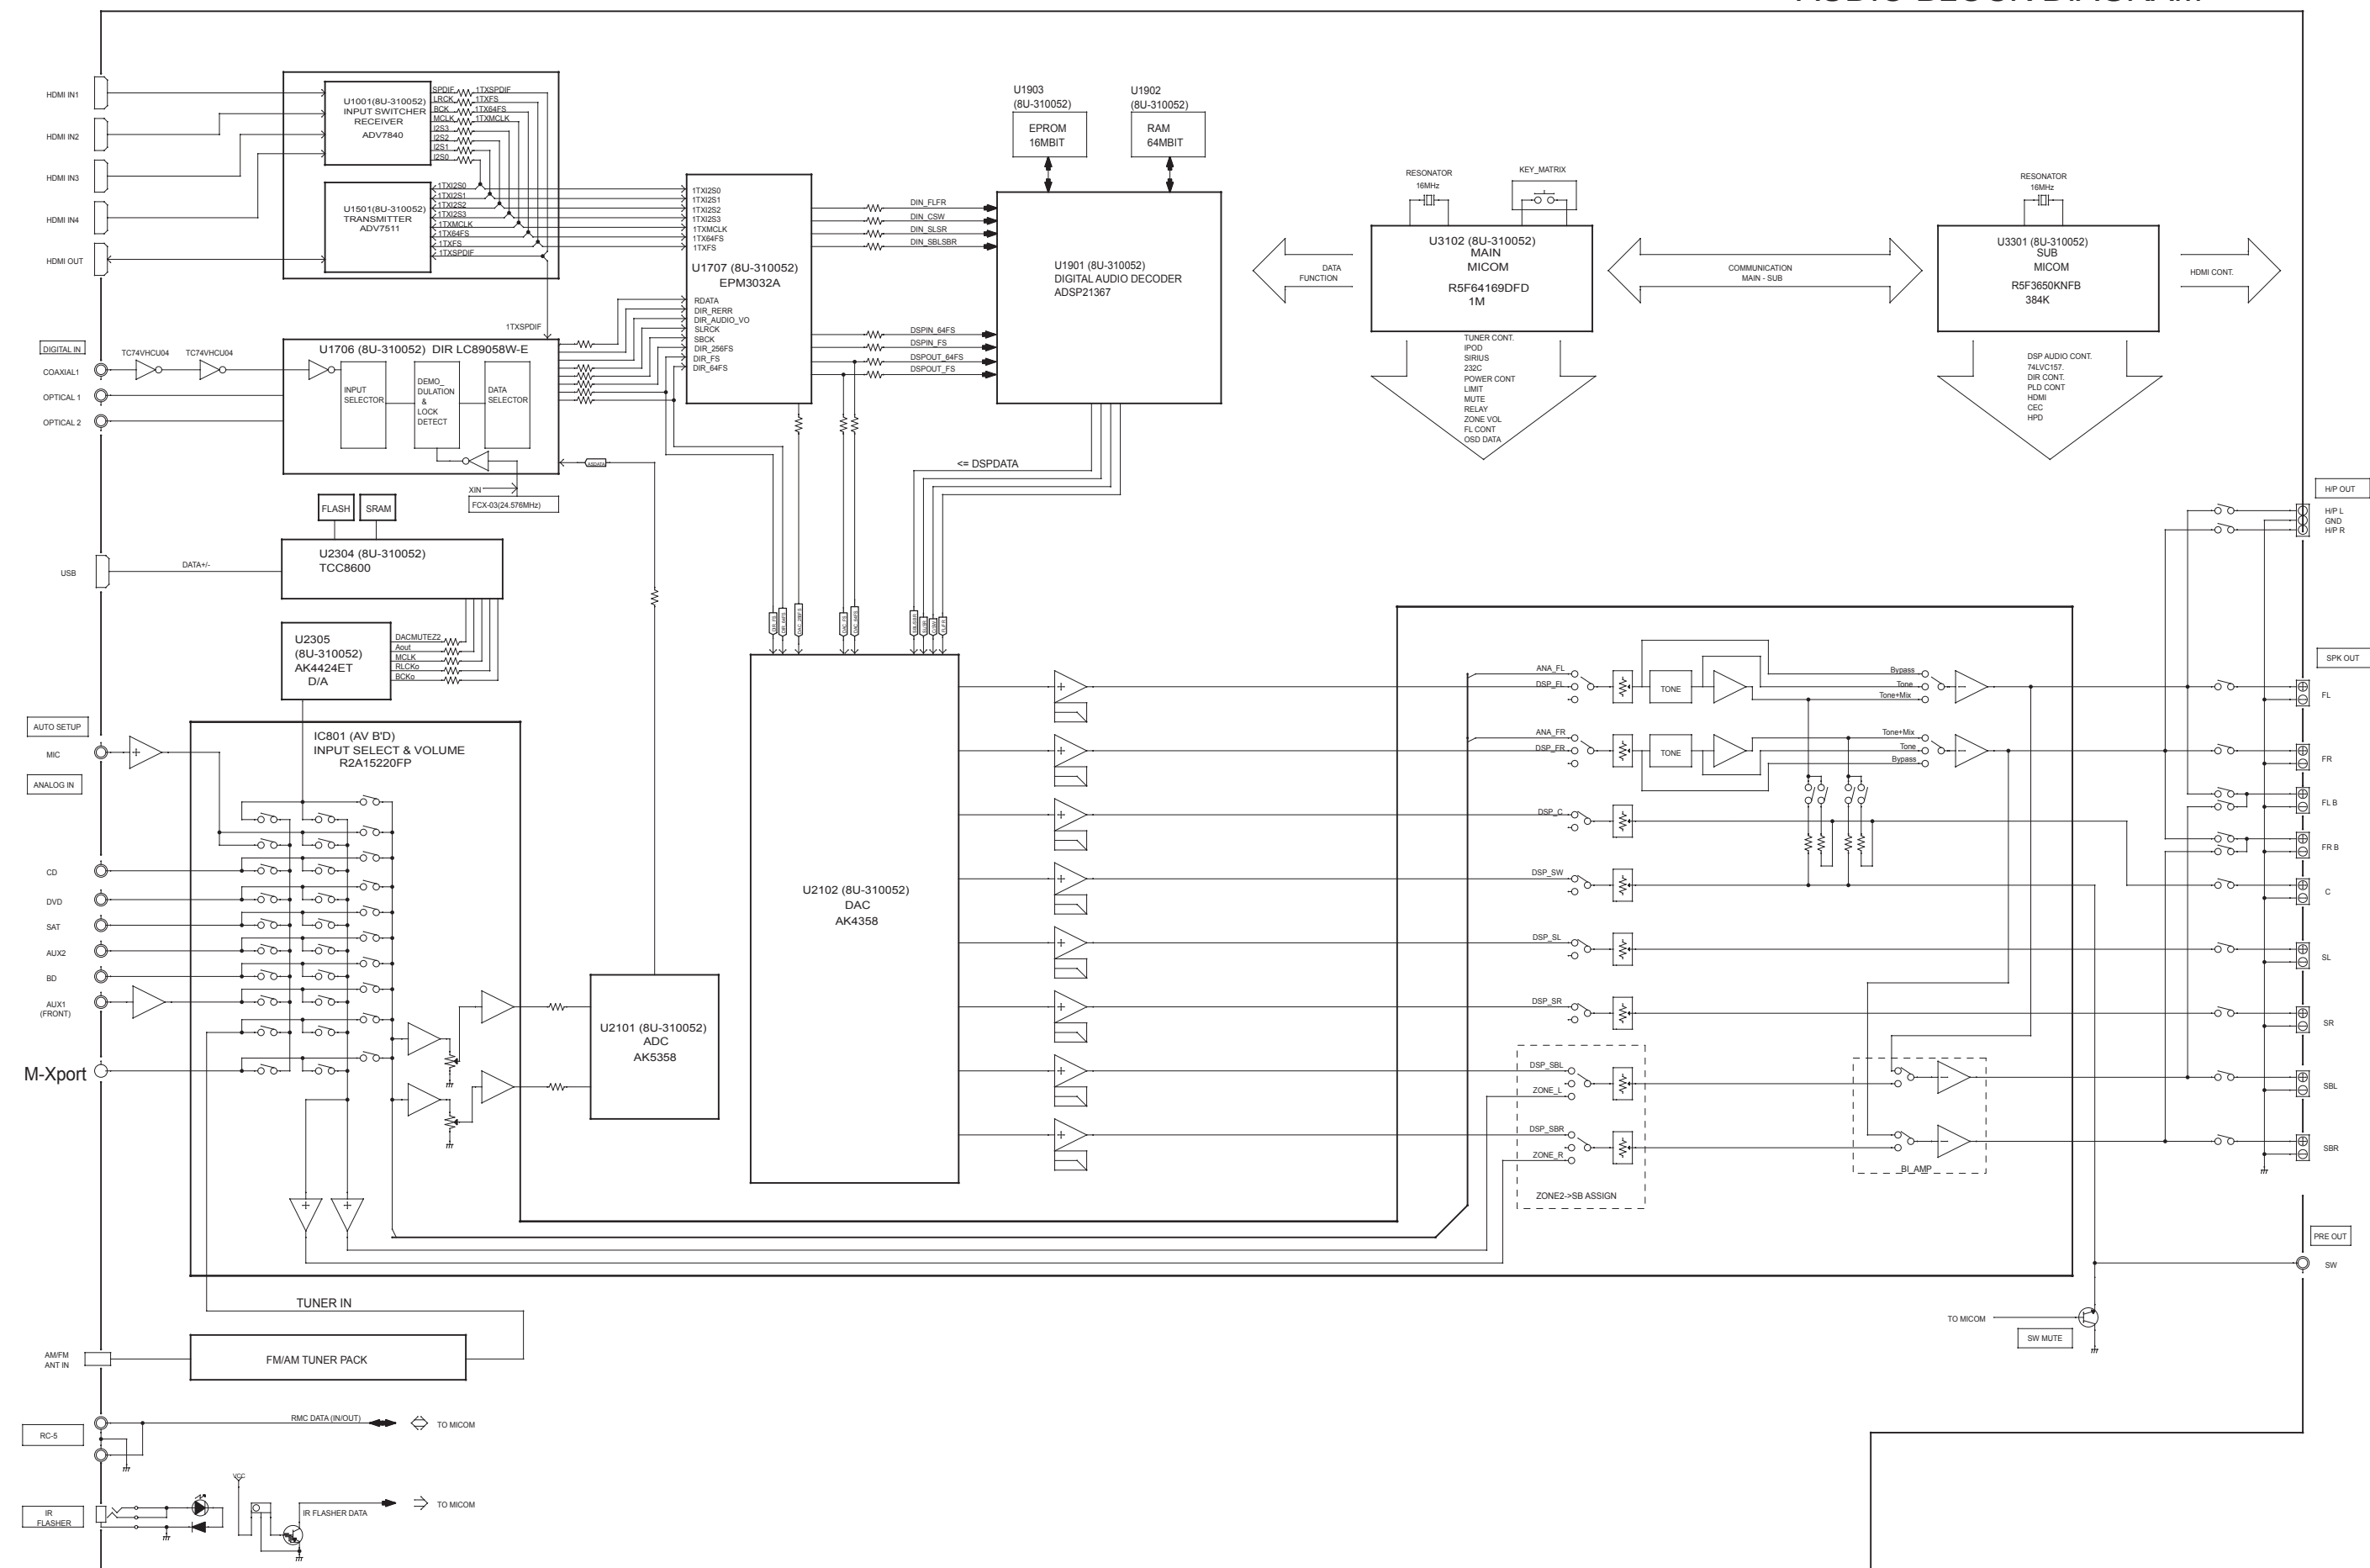 HDMI IN1
HDMI IN2
HDMI IN3
HDMI IN4
HDMI OUT
U1001(8U-310052)
INPUT SWITCHER
RECEIVER
ADV7840
SPDIF
LRCK
BCK
MCLK
I2S3
I2S2
I2S1
I2S0
1TXSPDIF
1TXFS
1TX64FS
1TXMCLK
U1501(8U-310052)
TRANSMITTER
ADV7511
1TXI2S0
1TXI2S1
1TXI2S2
1TXI2S3
1TXMCLK
1TX64FS
1TXFS
1TXSPDIF
1TXI2S0
1TXI2S1
1TXI2S2
1TXI2S3
1TXMCLK
1TX64FS
1TXFS
U1707 (8U-310052)
EPM3032A
RDATA
DIR_RERR
DIR_AUDIO_VO
SLRCK
SBCK
DIR_256FS
DIR_FS
DIR_64FS
DIN_FLFR
DIN_CSW
DIN_SLSR
DIN_SBLSBR
DSPIN_64FS
DSPIN_FS
DSPOUT_64FS
DSPOUT_FS
U1903
(8U-310052)
EPROM
16MBIT
U1902
(8U-310052)
RAM
64MBIT
U1901 (8U-310052)
DIGITAL AUDIO DECODER
ADSP21367
<= DSPDATA
DATA
FUNCTION
RESONATOR
16MHz
KEY_MATRIX
U3102 (8U-310052)
MAIN
MICOM
R5F64169DFD
1M
TUNER CONT.
IPOD
SIRIUS
232C
POWER CONT
LIMIT
MUTE
RELAY
ZONE VOL
FL CONT
OSD DATA
COMMUNICATION
MAIN - SUB
RESONATOR
16MHz
U3301 (8U-310052)
SUB
MICOM
R5F3650KNFB
384K
HDMI CONT.
DSP AUDIO CONT.
74LVC157.
DIR CONT.
PLD CONT
HDMI
CEC
HPD
1TXSPDIF
DIGITAL IN
COAXIAL1
OPTICAL 1
OPTICAL 2
TC74VHCU04
TC74VHCU04
U1706 (8U-310052) DIR LC89058W-E
INPUT
SELECTOR
DEMO_
DULATION
&
LOCK
DETECT
DATA
SELECTOR
XIN
FCX-03(24.576MHz)
FLASH
SRAM
USB
DATA+/-
U2304 (8U-310052)
TCC8600
U2305
(8U-310052)
AK4424ET
D/A
DACMUTEZ2
Aout
MCLK
RLCKo
BCKo
AUTO SETUP
MIC
ANALOG IN
CD
DVD
SAT
AUX2
BD
AUX1
(FRONT)
M-Xport
IC801 (AV B'D)
INPUT SELECT & VOLUME
R2A15220FP
U2101 (8U-310052)
ADC
AK5358
U2102 (8U-310052)
DAC
AK4358
ANA_FL
DSP_FL
ANA_FR
DSP_FR
DSP_C
DSP_SW
DSP_SL
DSP_SR
DSP_SBL
ZONE_L
DSP_SBR
ZONE_R
ZONE2->SB ASSIGN
TONE
TONE
Bypass
Tone
Tone+Mix
Tone+Mix
Tone
Bypass
BI_AMP
H/P OUT
H/P L
GND
H/P R
SPK OUT
FL
FR
FL B
FR B
C
SL
SR
SBL
SBR
PRE OUT
SW
TO MICOM
SW MUTE
TUNER IN
AM/FM
ANT IN
FM/AM TUNER PACK
RC-5
RMC DATA (IN/OUT)
TO MICOM
IR
FLASHER
VCC
IR FLASHER DATA
TO MICOM